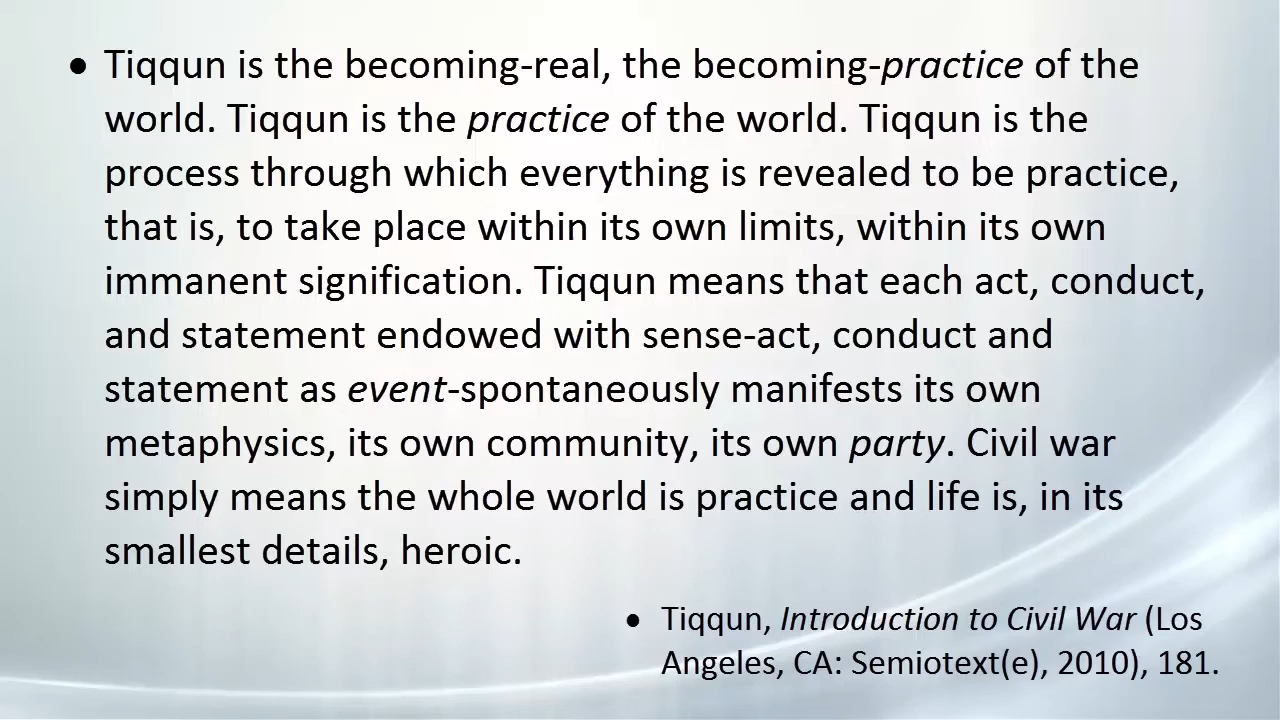 • Tiqqun is the becoming-real, the becoming-practice of the
world. Tiqqun is the practice of the world. Tiqqun is the
process through which everything is revealed to be practice,
that is, to take place within its own limits, within its own
immanent signification. Tiqqun means that each act, conduct,
and statement endowed with sense-act, conduct and
statement as event-spontaneously manifests its own
metaphysics, its own community, its own party. Civil war
simply means the whole world is practice and life is, in its
smallest details, heroic.
• Tiqqun, Introduction to Civil War (Los
Angeles, CA: Semiotext(e), 2010), 181.